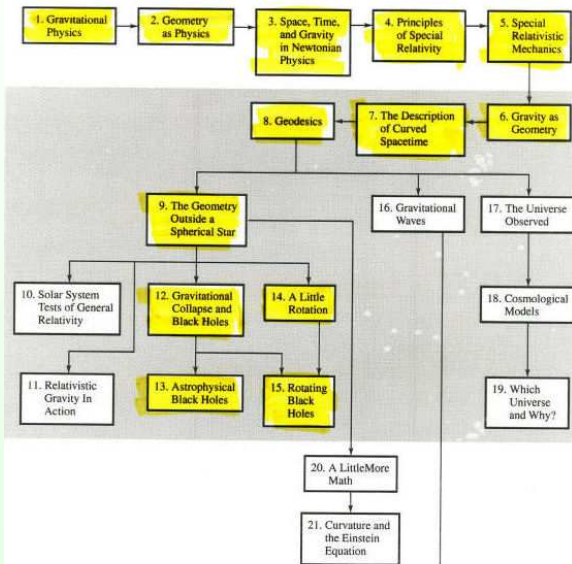 1. Gravitational
Physics
2. Geometry
as Physics
3. Space, Time,
and Gravity
in Newtonian
Physics
4. Principles
of Special
Relativity
5. Special
Relativistic
Mechanics
8. Geodesics
7. The Description
of Curved
Spacetime
6. Gravity as
Geometry
9. The Geometry
Outside a
Spherical Star
16. Gravitational
Waves
17. The Universe
Observed
10. Solar System
Tests of General
Relativity
12. Gravitational
Collapse and
Black Holes
14. A Little
Rotation
18. Cosmological
Models
11. Relativistic
Gravity In
Action
13. Astrophysical
Black Holes
15. Rotating
Black
Holes
19. Which
Universe
and Why?
20. A LittleMore
Math
21. Curvature and
the Einstein
Equation